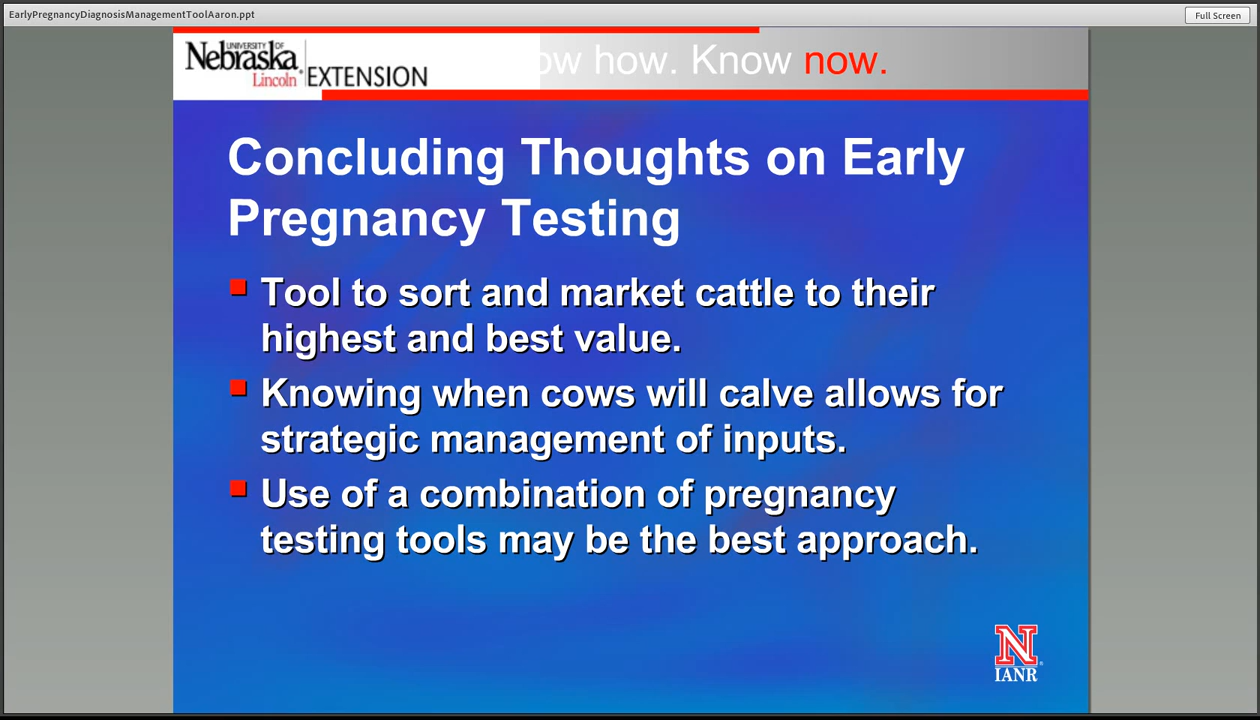 EarlyPregnancyDiagnosisManagementToolAaron.ppt
Full Screen
UNIVERSITY OF
Nebraska
Lincoln
EXTENSION
ow how. Know now.
Concluding Thoughts on Early
Pregnancy Testing
Tool to sort and market cattle to their
highest and best value.
Knowing when cows will calve allows for
strategic management of inputs.
Use of a combination of pregnancy
testing tools may be the best approach.
N
IANR